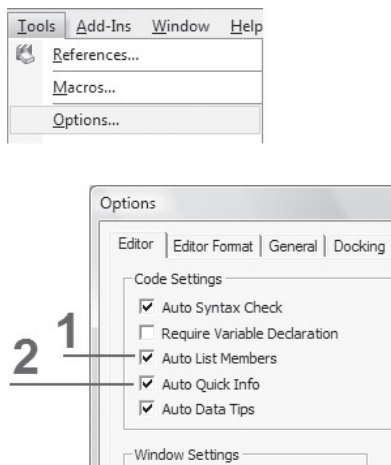 Tools Add-Ins Window Help
References...
Macros...
Options...
Options
Editor Editor Format General Docking
Code Settings
Auto Syntax Check
Require Variable Declaration
1
Auto List Members
2
Auto Quick Info
Auto Data Tips
Window Settings